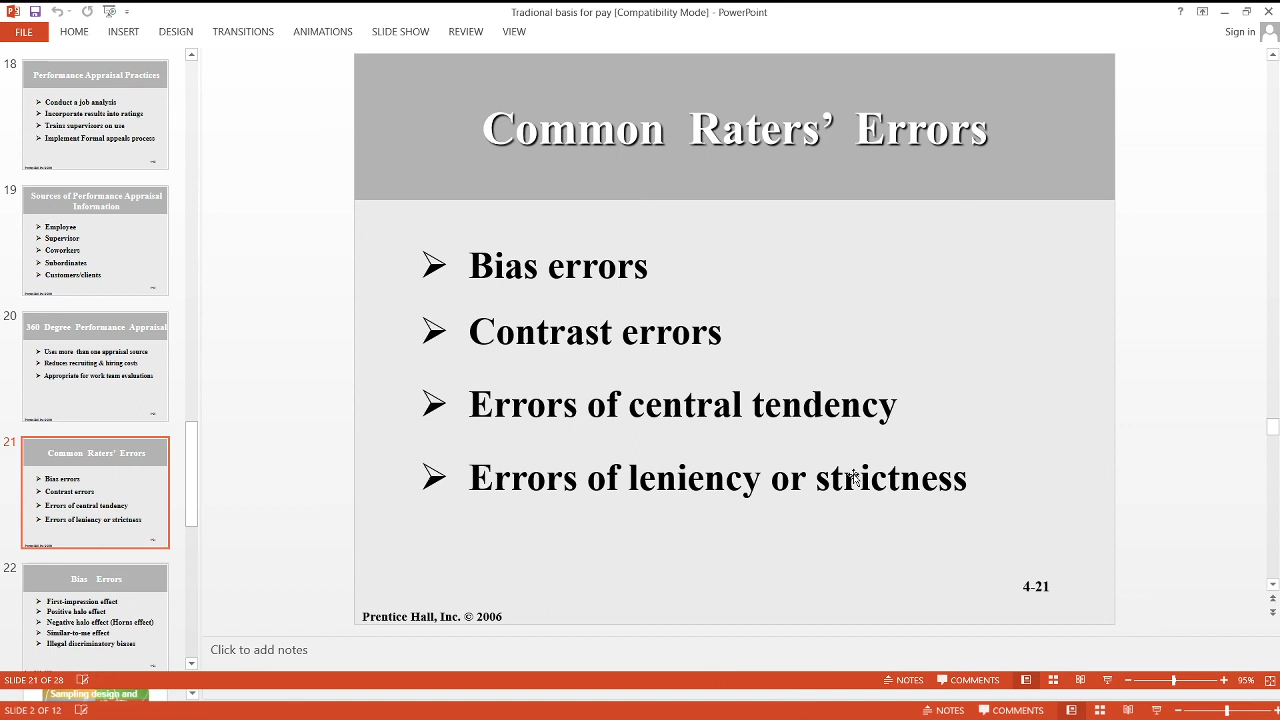 Tradional basis for pay [Compatibility Mode] - PowerPoint
?
FILE HOME INSERT DESIGN TRANSITIONS ANIMATIONS SLIDE SHOW REVIEW VIEW
Sign in
18
Performance Appraisal Practices
➢ Conduct a job analysis
➢ Incorporate results into ratings
➢ Trains supervisors on use
➢ Implement Formal appeals process
19
Sources of Performance Appraisal
Information
➢ Employee
➢ Supervisor
➢ Coworkers
➢ Subordinates
➢ Customers/clients
20
360 Degree Performance Appraisal
➢ Uses more than one appraisal source
➢ Reduces recruiting & hiring costs
➢ Appropriate for work team evaluations
21
Common Raters' Errors
➢ Bias errors
➢ Contrast errors
➢ Errors of central tendency
➢ Errors of leniency or strictness
22
Bias Errors
➢ First-impression effect
➢ Positive halo effect
➢ Negative halo effect (Horns effect)
➢ Similar-to-me effect
➢ Illegal discriminatory biases
Common Raters’ Errors
➢ Bias errors
➢ Contrast errors
➢ Errors of central tendency
➢ Errors of leniency or strictness
4-21
Prentice Hall, Inc. © 2006
Click to add notes
SLIDE 21 OF 28 NOTES COMMENTS 95%
Sampling design and
SLIDE 2 OF 12 NOTES COMMENTS